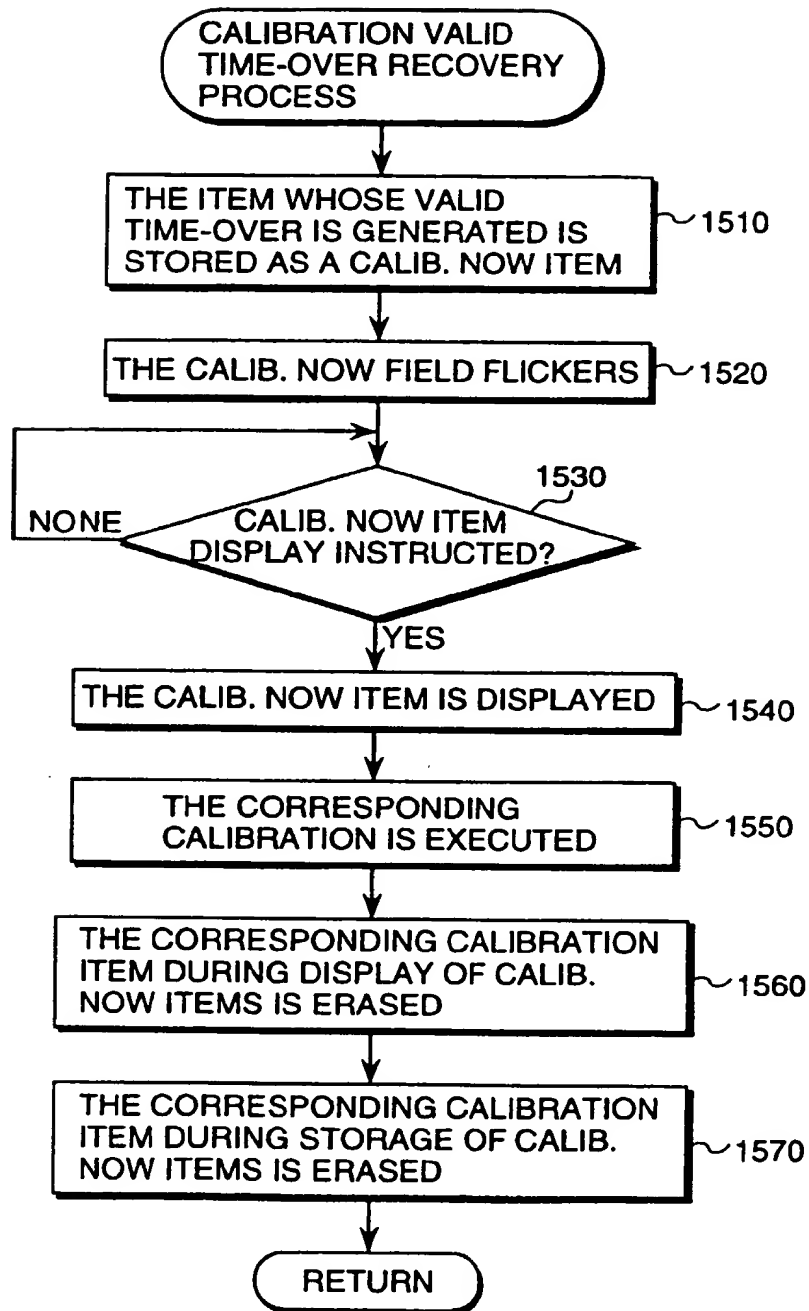 CALIBRATION VALID
TIME-OVER RECOVERY
PROCESS
THE ITEM WHOSE VALID
TIME-OVER IS GENERATED IS
STORED AS A CALIB. NOW ITEM
1510
THE CALIB. NOW FIELD FLICKERS
1520
1530
NONE
CALIB. NOW ITEM
DISPLAY INSTRUCTED?
YES
THE CALIB. NOW ITEM IS DISPLAYED
1540
THE CORRESPONDING
CALIBRATION IS EXECUTED
1550
THE CORRESPONDING CALIBRATION
ITEM DURING DISPLAY OF CALIB.
NOW ITEMS IS ERASED
1560
THE CORRESPONDING CALIBRATION
ITEM DURING STORAGE OF CALIB.
NOW ITEMS IS ERASED
1570
RETURN